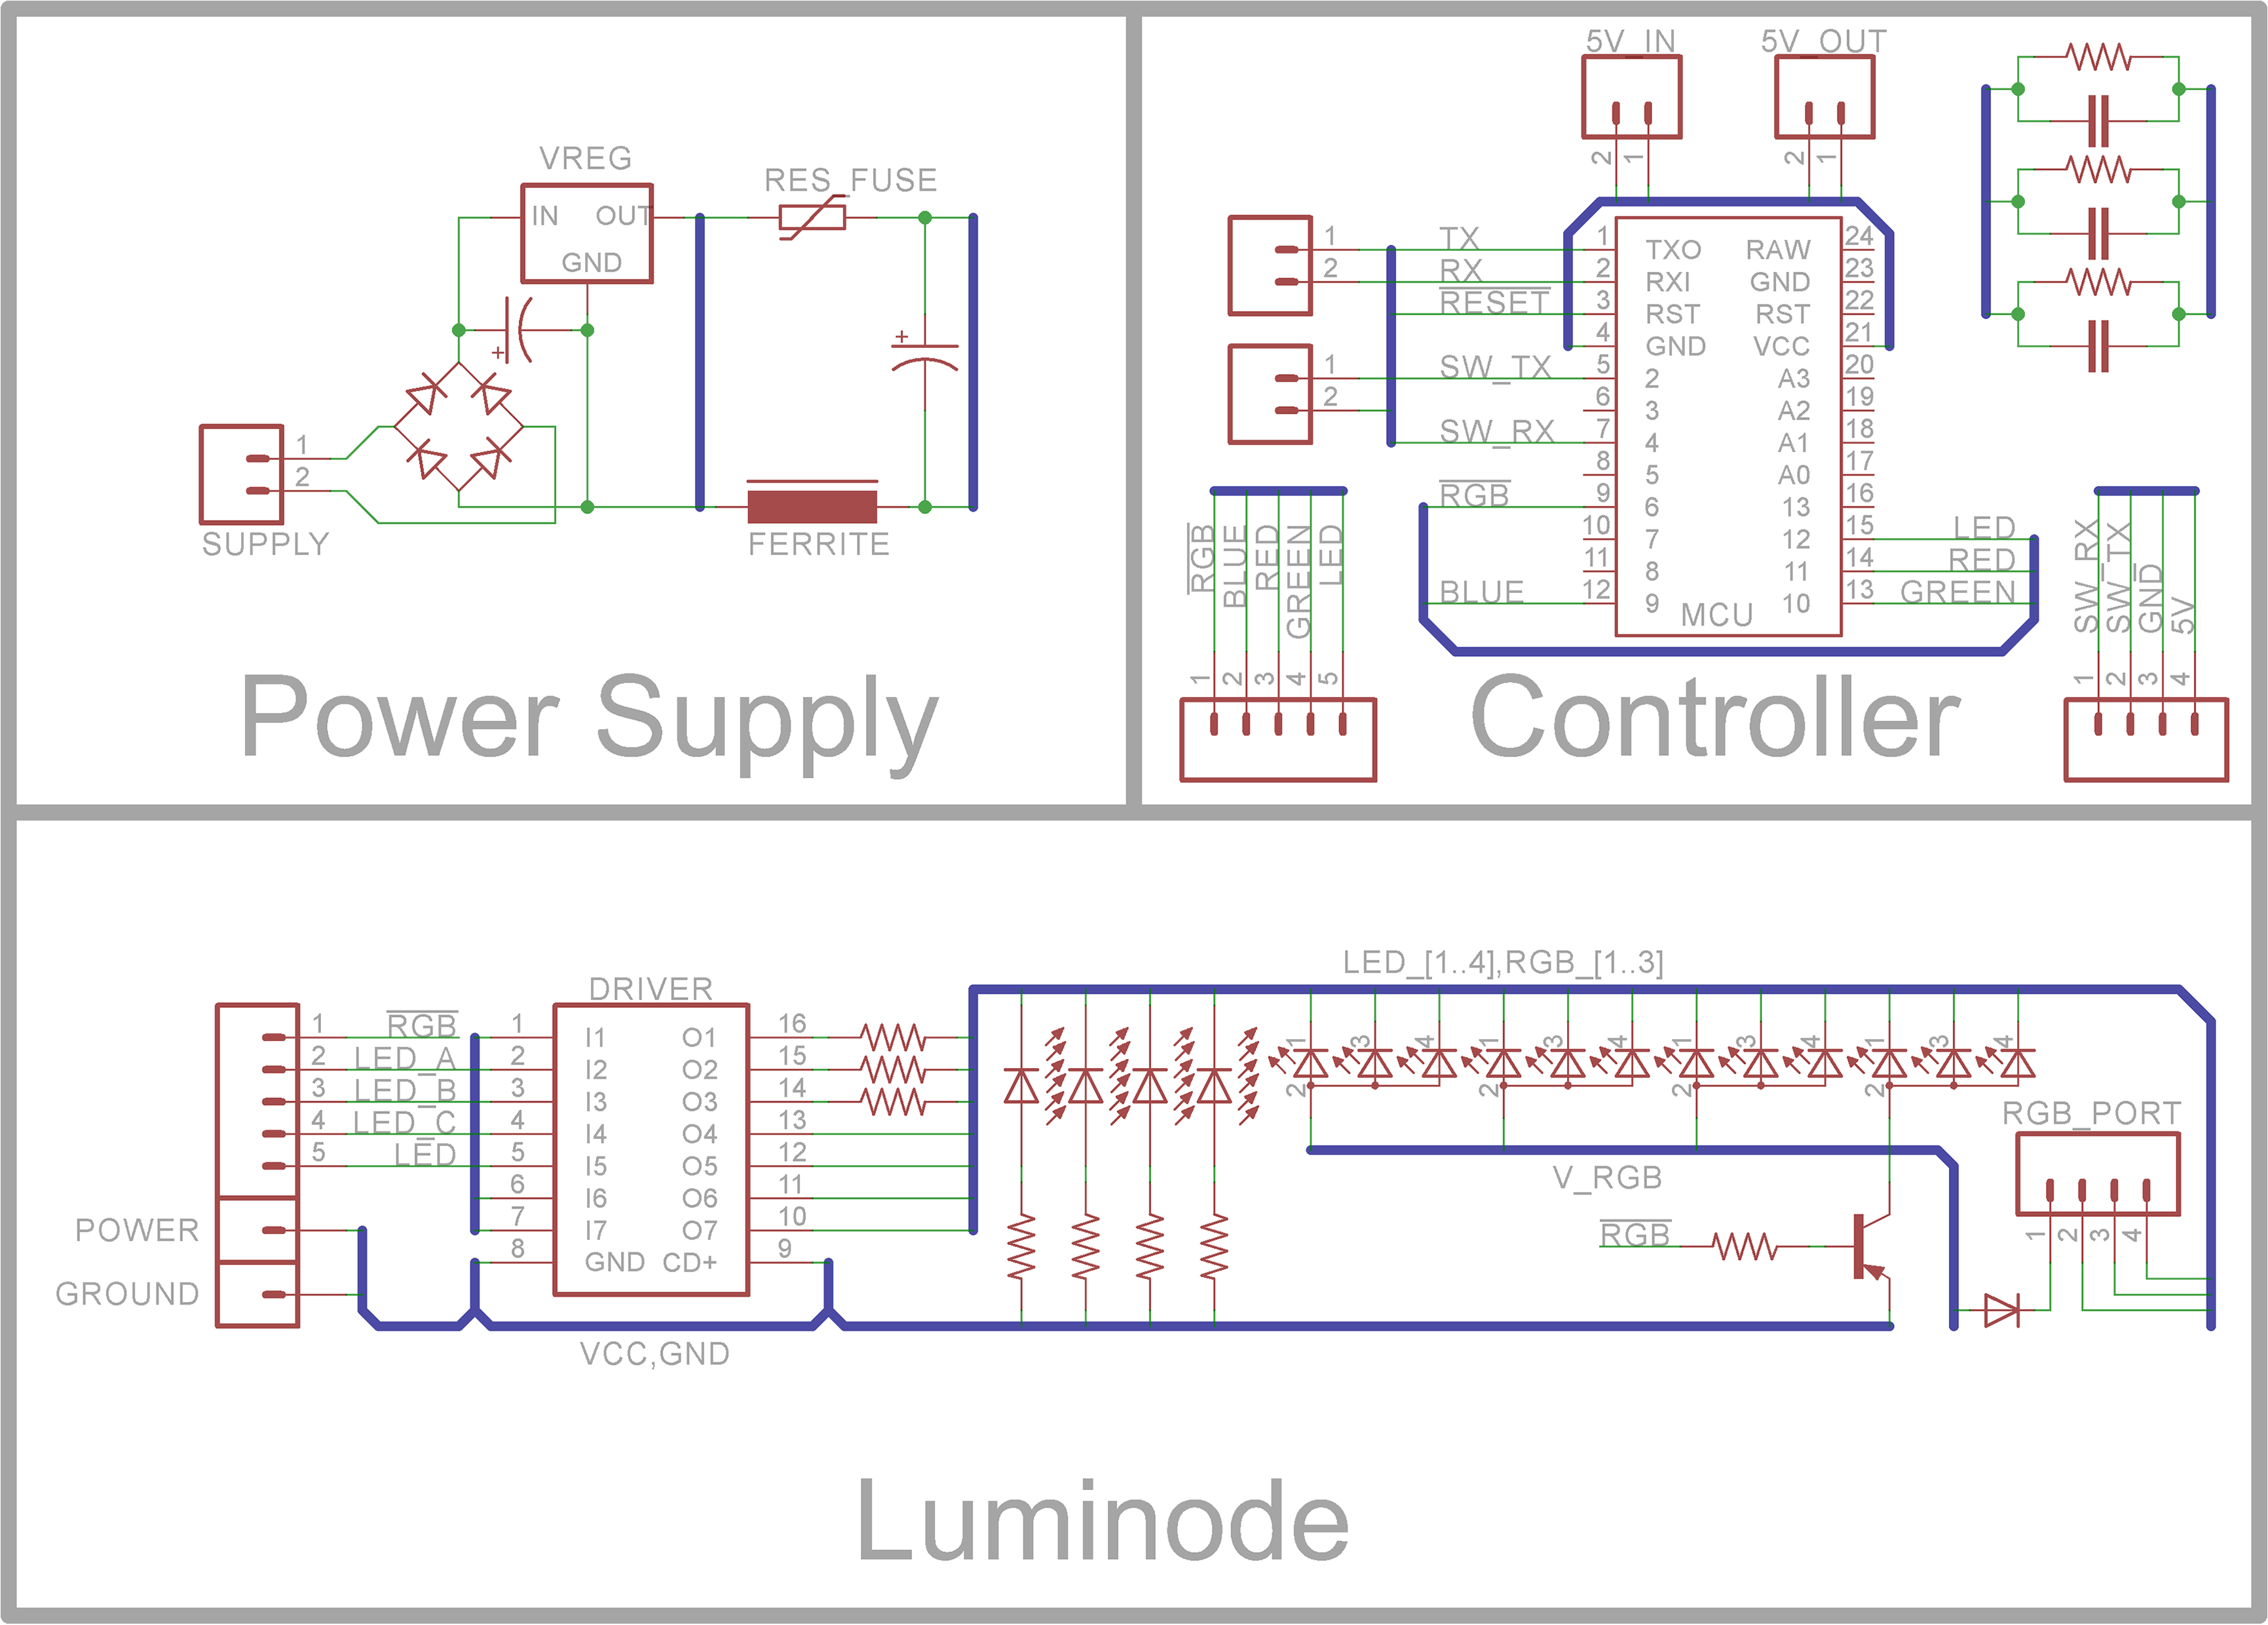 VREG
IN OUT
GND
RES_FUSE
+
+
1
2
SUPPLY
FERRITE
Power Supply
5V IN
5V OUT
2 1
2 1
1 TX
2 RX
RESET
1 SW_TX
2
SW_RX
RGB
BLUE
1 TXO RAW 24
2 RXI GND 23
3 RST RST 22
4 GND VCC 21
5 2 A3 20
6 3 A2 19
7 4 A1 18
8 5 A0 17
9 6 13 16
10 7 12 15 LED
11 8 11 14 RED
12 9 10 13 GREEN
MCU
RGB BLUE RED GREEN LED
1 2 3 4 5
SW_RX SW_TX GND 5V
1 2 3 4
Controller
DRIVER
LED_[1..4],RGB_[1..3]
1 RGB 1 I1 O1 16
2 LED_A 2 I2 O2 15
3 LED_B 3 I3 O3 14
4 LED_C 4 I4 O4 13
5 LED 5 I5 O5 12
6 I6 O6 11
7 I7 O7 10
8 GND CD+ 9
POWER
GROUND
VCC,GND
1 3 4 1 3 4 1 3 4 1 3 4
2 2 2 2
V_RGB
RGB
RGB_PORT
1 2 3 4
Luminode